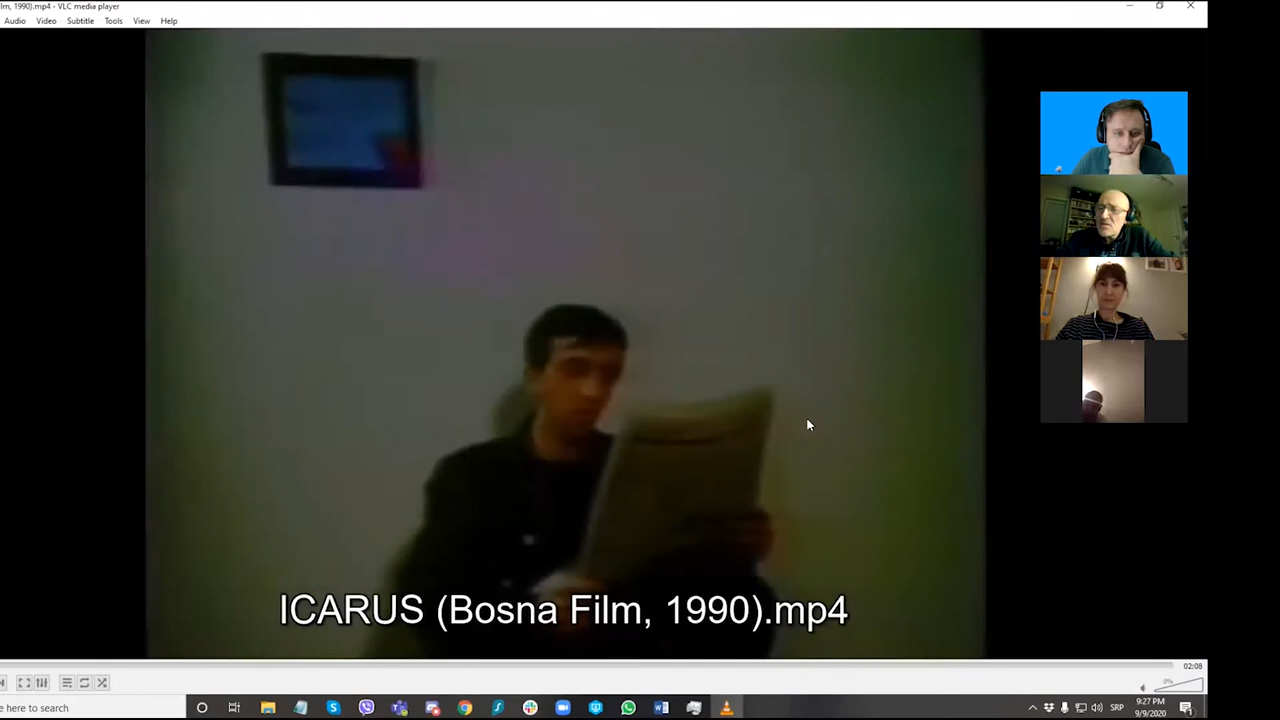 lm, 1990).mp4 - VLC media player
Audio Video Subtitle Tools View Help
ICARUS (Bosna Film, 1990).mp4
02:08
0%
e here to search
SRP
9:27 PM
9/9/2020